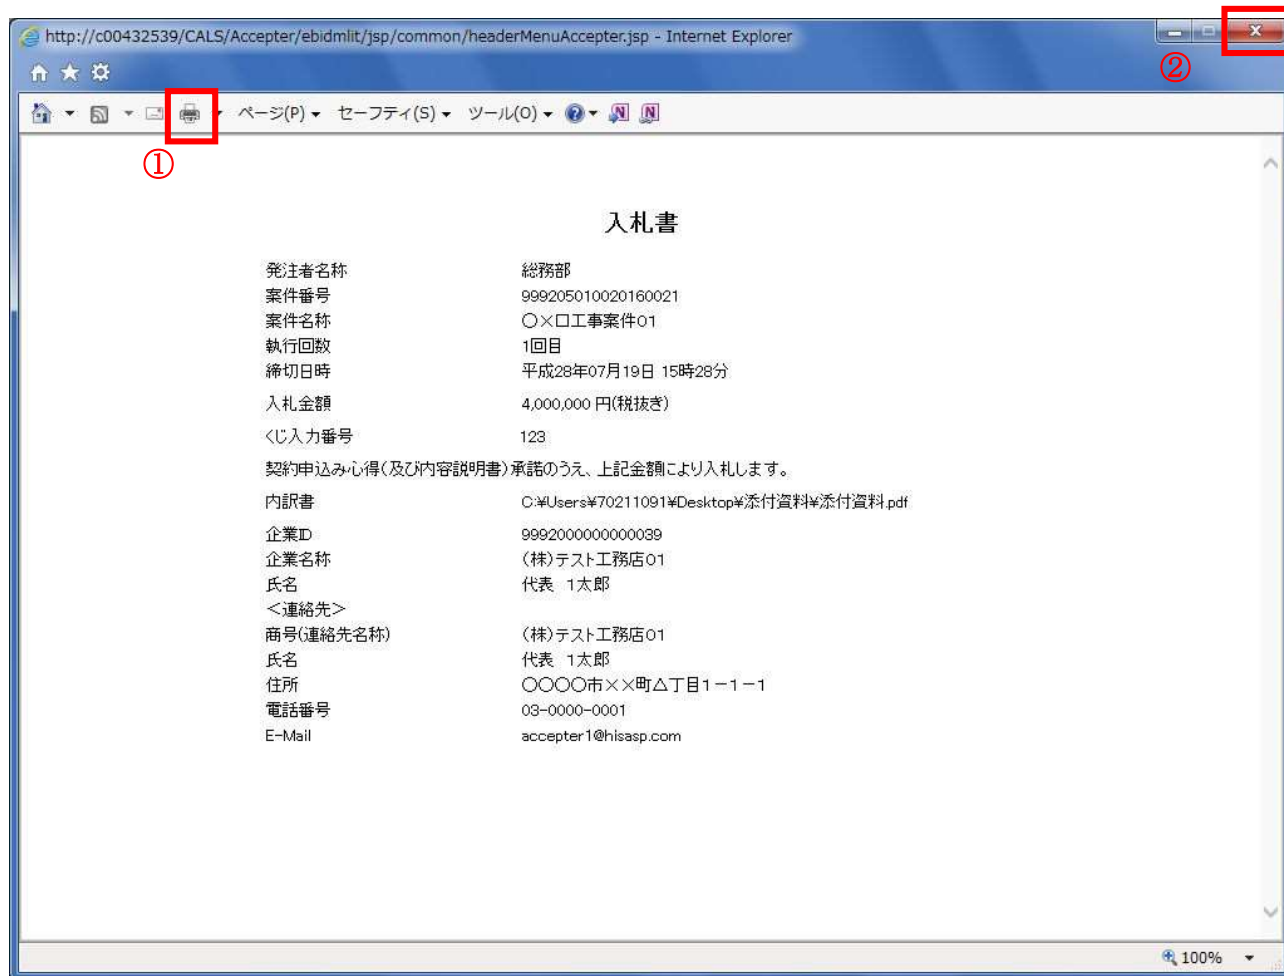 http://c00432539/CALS/Accepter/ebidmlit/jsp/common/headerMenuAccepter.jsp - Internet Explorer
②
ページ(P) セーフティ(S) ツール(O)
①
入札書
発注者名称 総務部
案件番号 999205010020160021
案件名称 〇×口工事案件01
執行回数 1回目
締切日時 平成28年07月19日 15時28分
入札金額 4,000,000 円(税抜き)
くじ入力番号 123
契約申込み心得(及び内容説明書)承諾のうえ、上記金額により入札します。
内訳書 C:¥Users¥70211091¥Desktop¥添付資料¥添付資料.pdf
企業ID 9992000000000039
企業名称 (株)テスト工務店01
氏名 代表 1太郎
<連絡先>
商号(連絡先名称) (株)テスト工務店01
氏名 代表 1太郎
住所 〇〇〇〇市××町△丁目1-1-1
電話番号 03-0000-0001
E-Mail accepter1@hisasp.com
100%